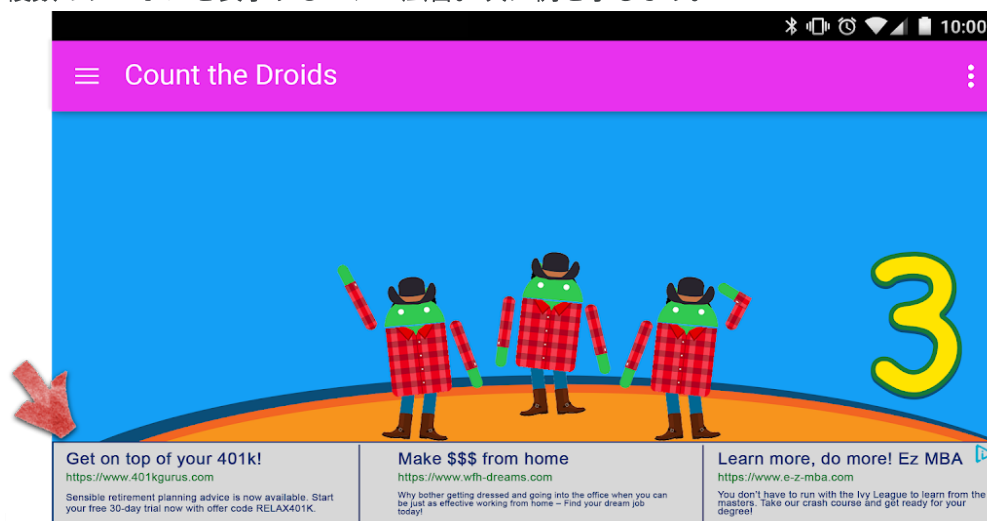 10:00
Count the Droids
3
Get on top of your 401k!
https://www.401kgurus.com
Sensible retirement planning advice is now available. Start
your free 30-day trial now with offer code RELAX401K.
Make $$$ from home
https://www.wfh-dreams.com
Why bother getting dressed and going into the office when you can
be just as effective working from home – Find your dream job
today!
Learn more, do more! Ez MBA
https://www.e-z-mba.com
You don't have to run with the Ivy League to learn from the
masters. Take our crash course and get ready for your
degree!